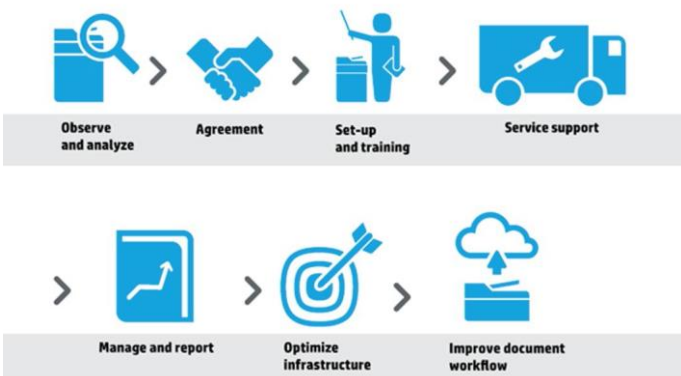 Observe
and analyze
Agreement
Set-up
and training
Service support
Manage and report
Optimize
infrastructure
Improve document
workflow